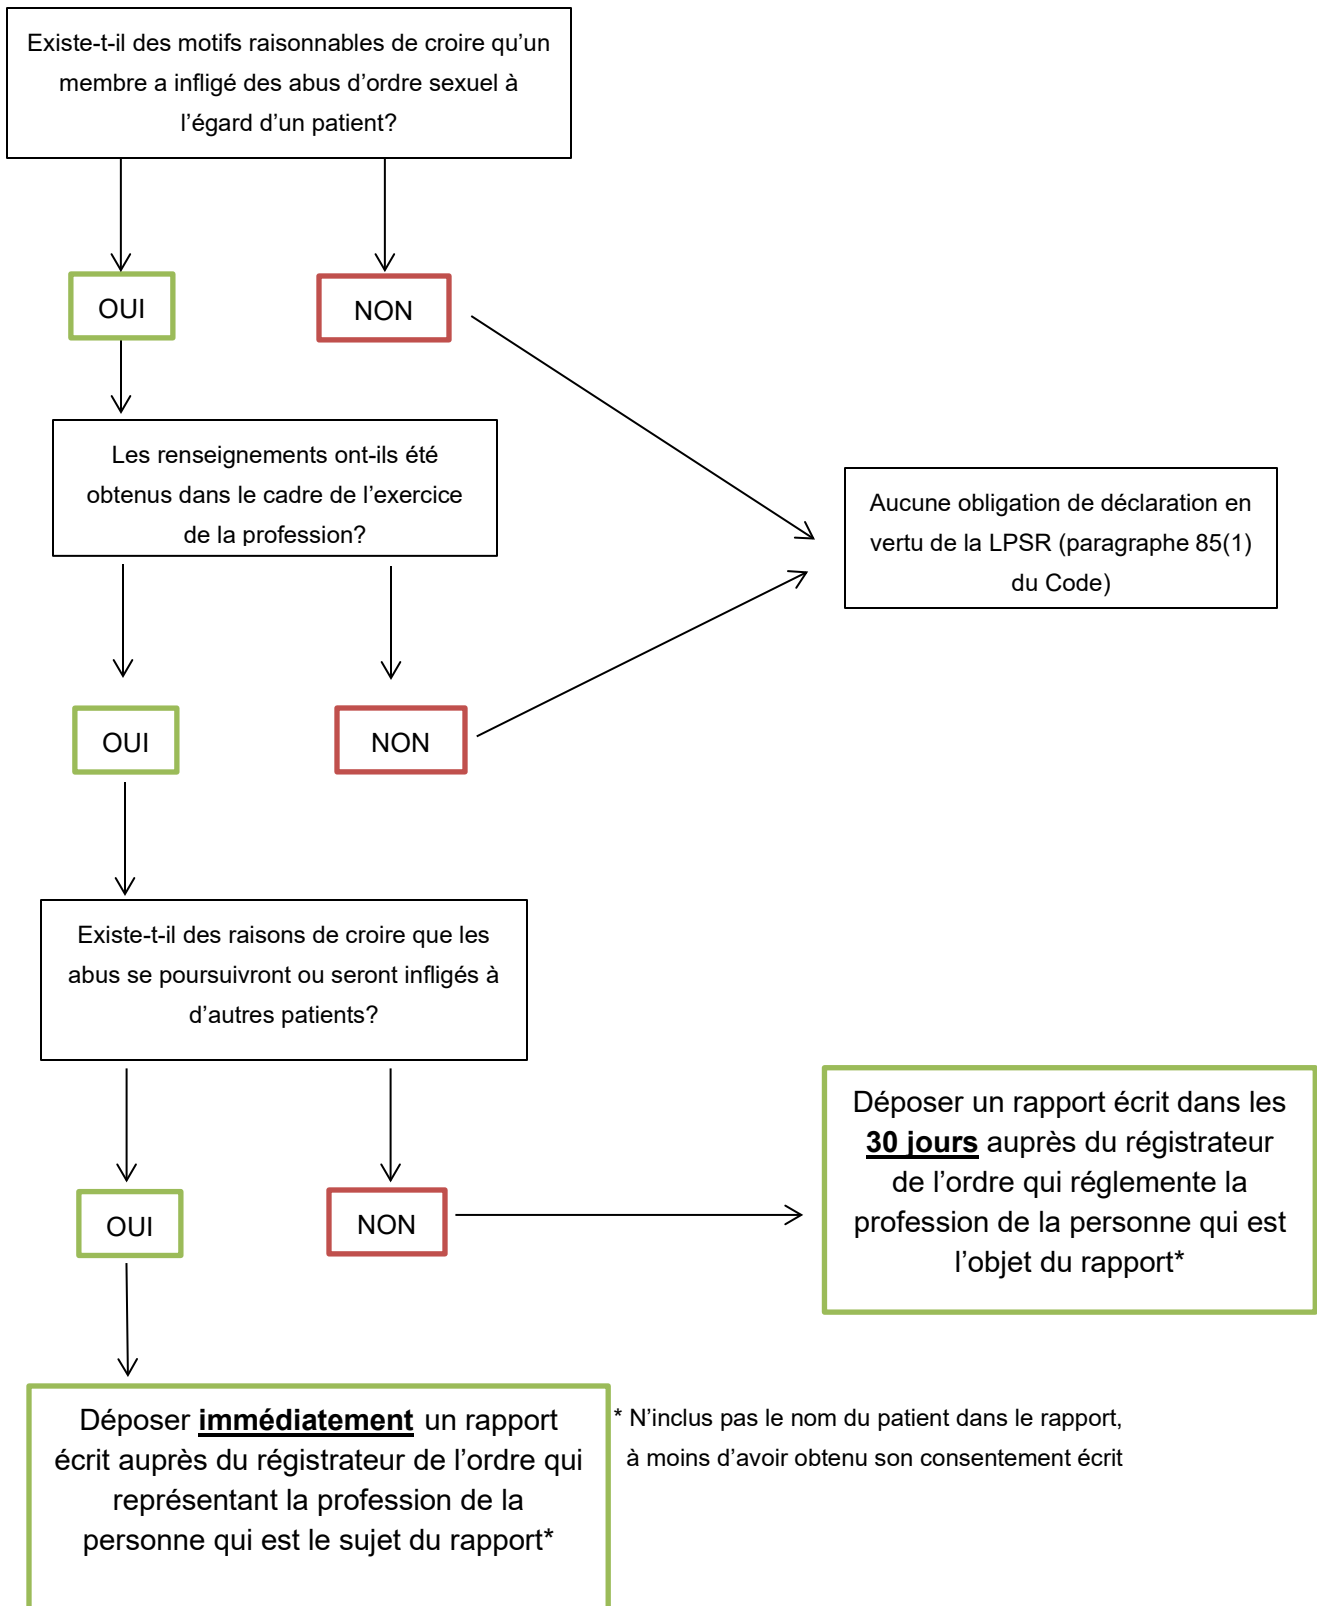 Existe-t-il des motifs raisonnables de croire qu’un
membre a infligé des abus d’ordre sexuel à
l’égard d’un patient?
OUI
NON
Les renseignements ont-ils été
obtenus dans le cadre de l’exercice
de la profession?
Aucune obligation de déclaration en
vertu de la LPSR (paragraphe 85(1)
du Code)
OUI
NON
Existe-t-il des raisons de croire que les
abus se poursuivront ou seront infligés à
d’autres patients?
OUI
NON
Déposer un rapport écrit dans les
30 jours auprès du régistrateur
de l’ordre qui réglemente la
profession de la personne qui est
l’objet du rapport*
Déposer immédiatement un rapport
écrit auprès du régistrateur de l’ordre qui
représentant la profession de la
personne qui est le sujet du rapport*
* N’inclus pas le nom du patient dans le rapport,
à moins d’avoir obtenu son consentement écrit